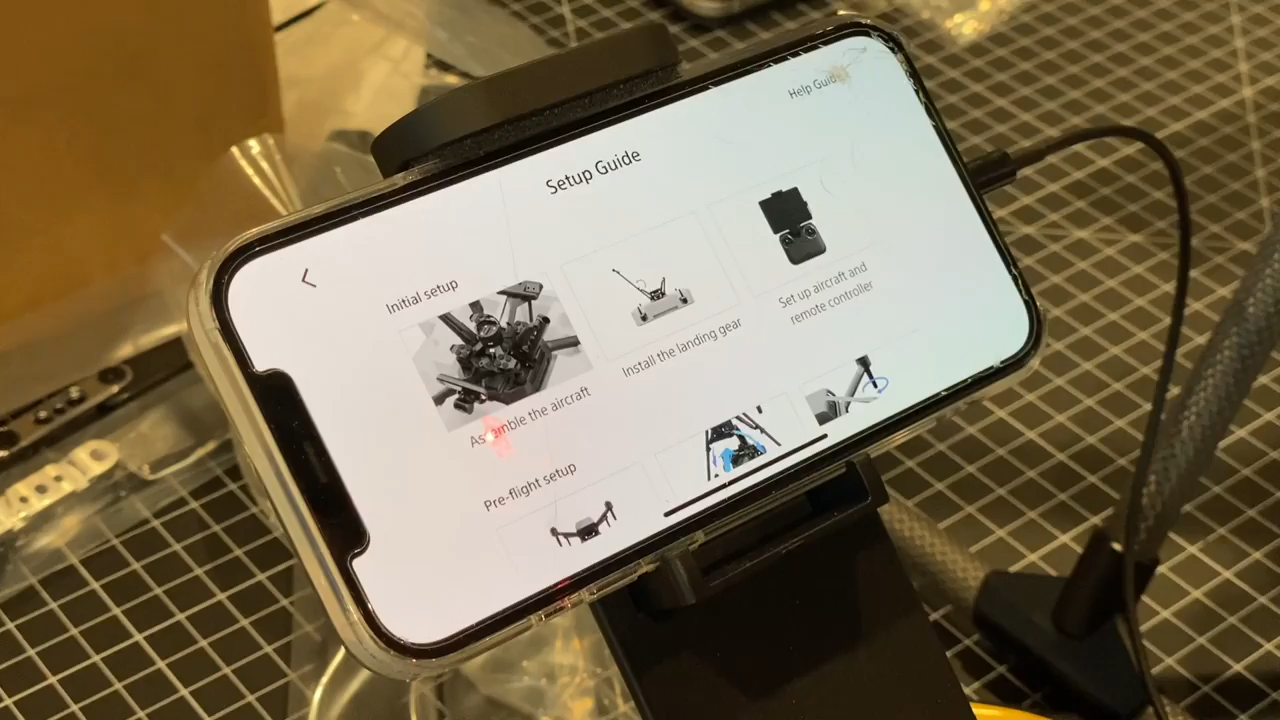 Help Guide
Setup Guide
Initial setup
Assemble the aircraft
Install the landing gear
Set up aircraft and
remote controller
Pre-flight setup